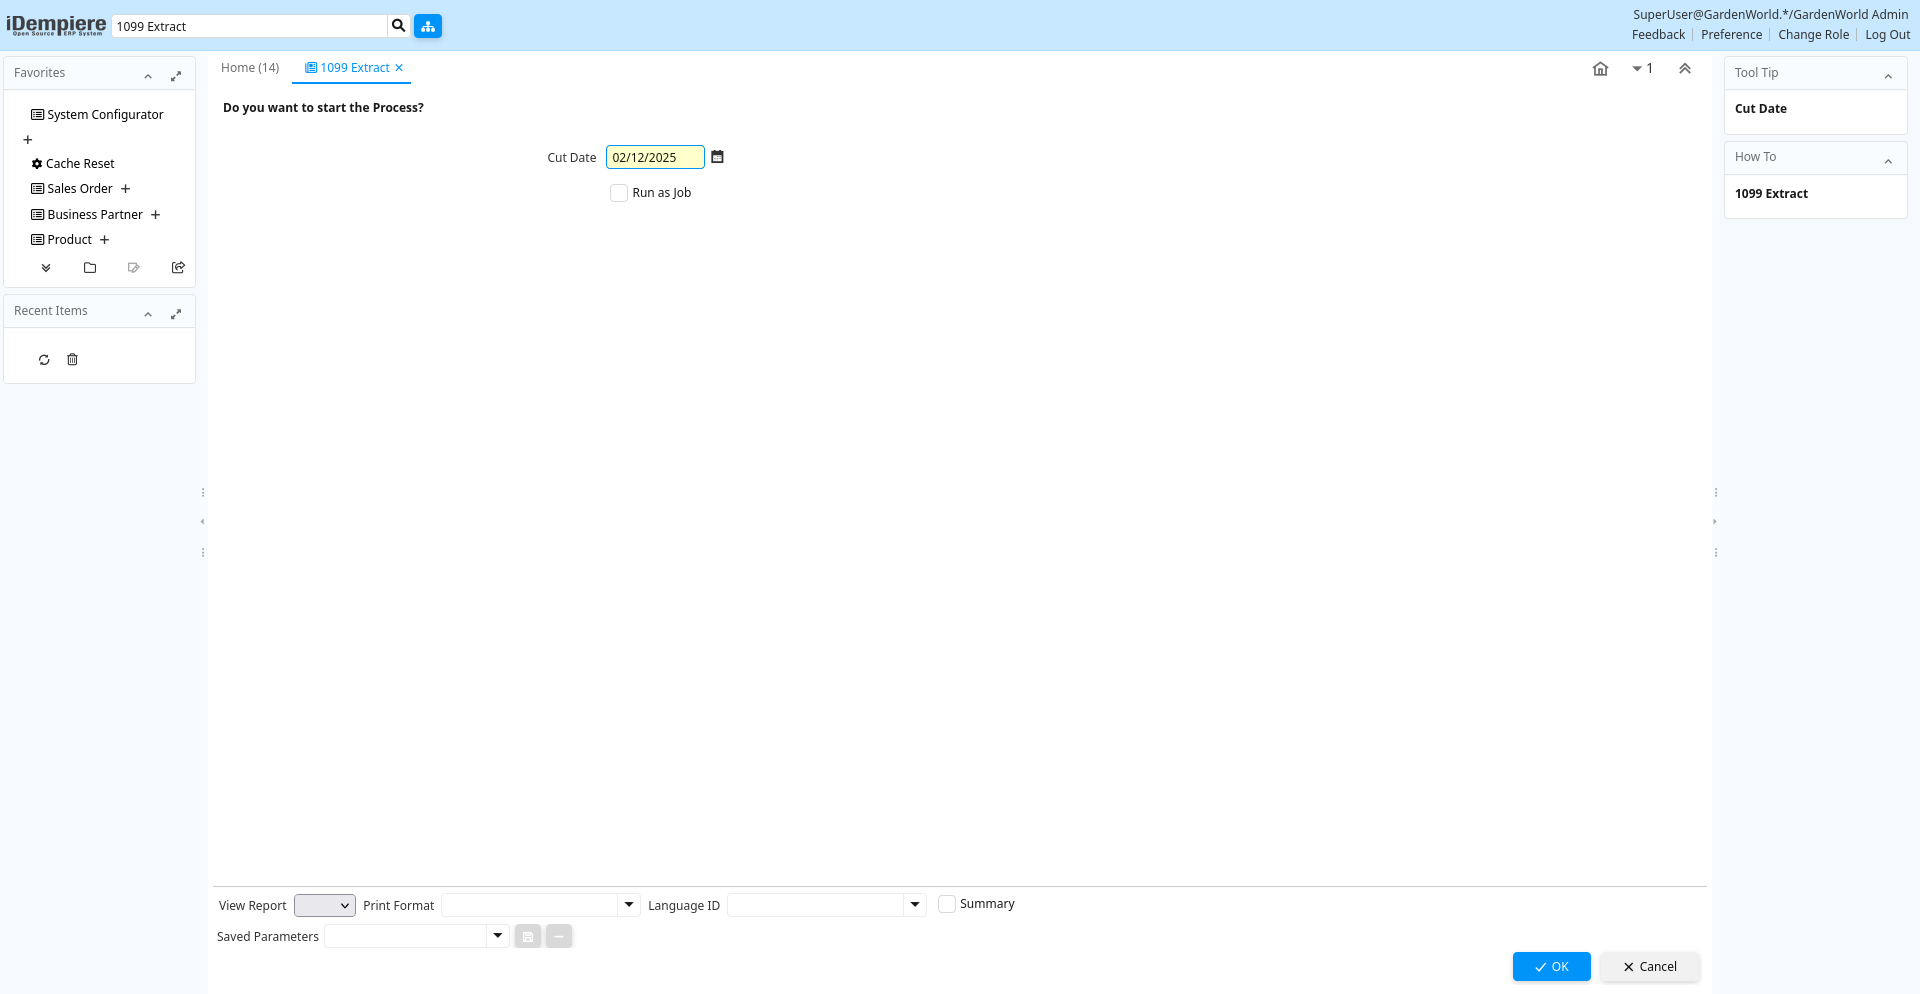 iDempiere
Open Source ERP System
1099 Extract
SuperUser@GardenWorld.*/GardenWorld Admin
Feedback
Preference
Change Role
Log Out
Favorites
System Configurator
Cache Reset
Sales Order
Business Partner
Product
Recent Items
Home (14)
1099 Extract
1
Do you want to start the Process?
Cut Date
02/12/2025
Run as Job
Tool Tip
Cut Date
How To
1099 Extract
View Report
Print Format
Language ID
Summary
Saved Parameters
OK
Cancel